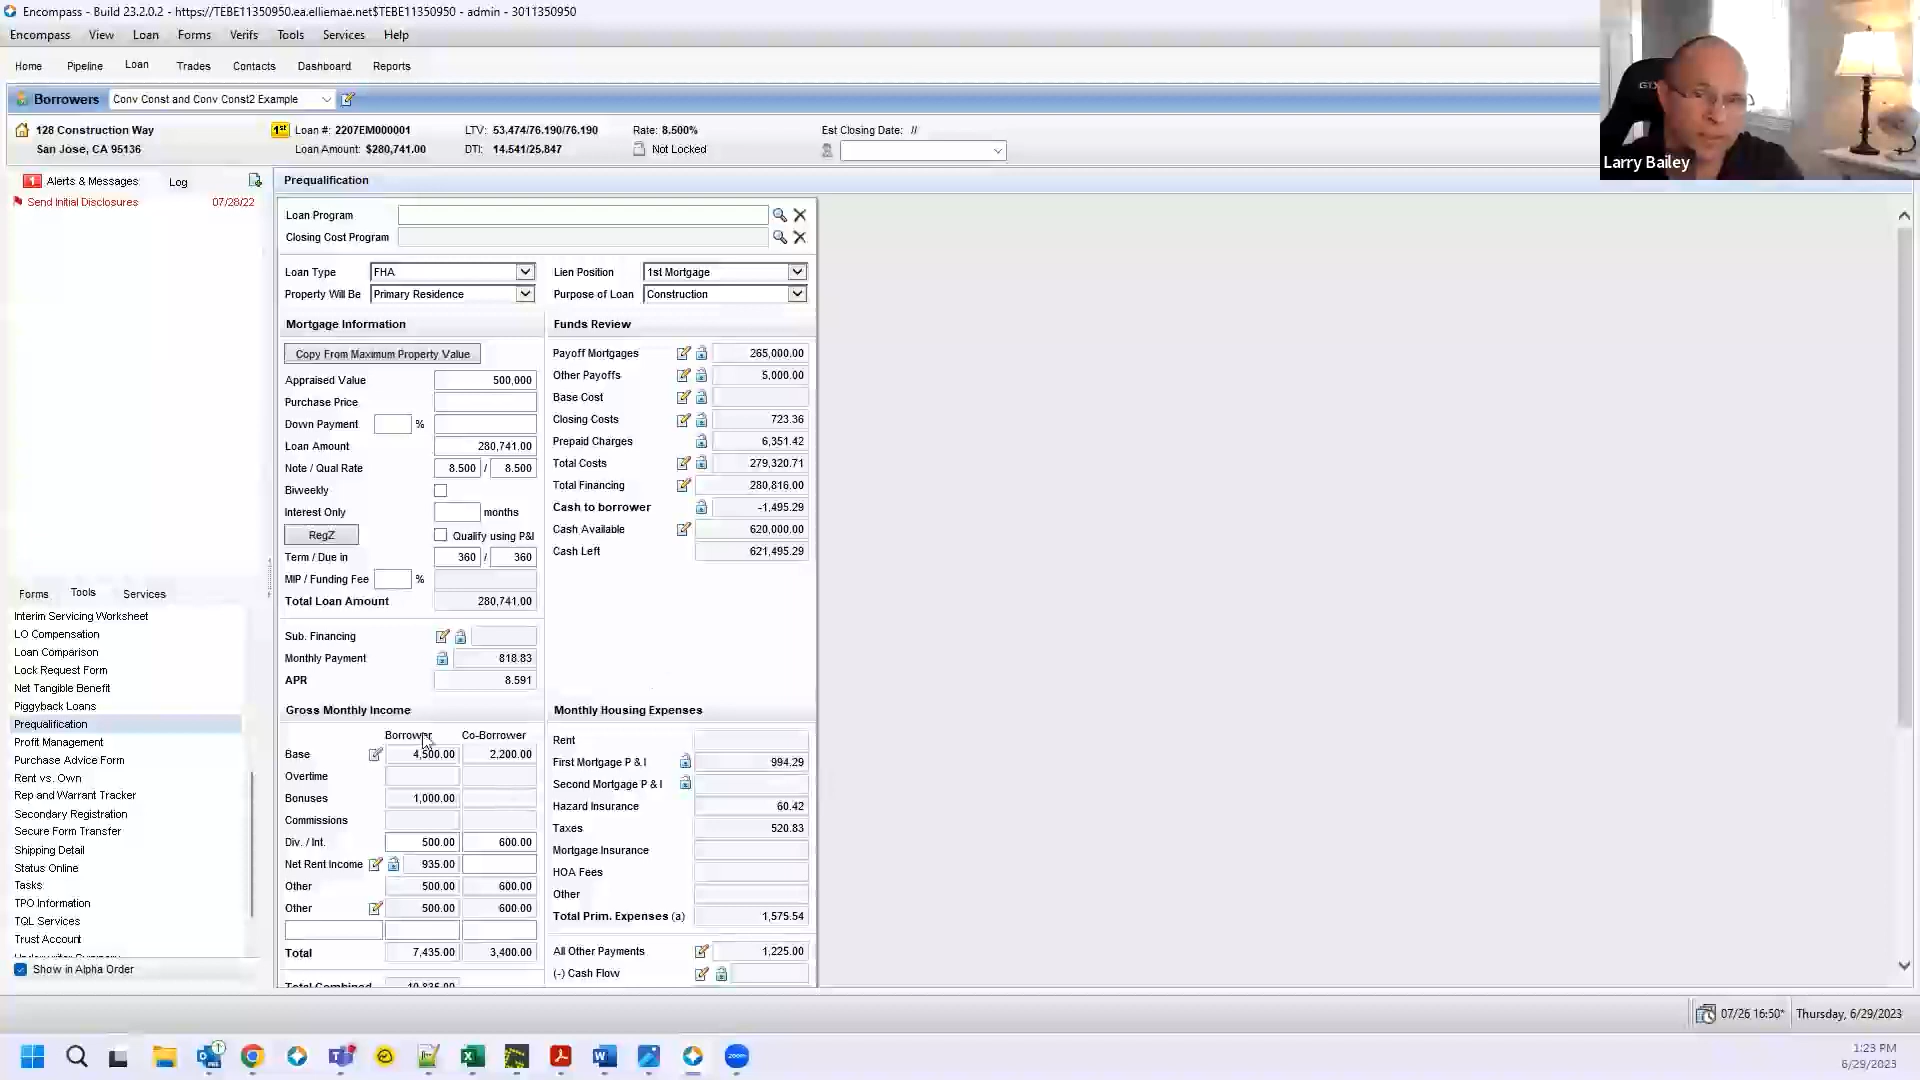 Encompass - Build 23.2.0.2 - https://TEBE11350950.ea.elliemae.net$TEBE11350950 - admin - 3011350950
Encompass View Loan Forms Verifs Tools Services Help
Home Pipeline Loan Trades Contacts Dashboard Reports
Borrowers Conv Const and Conv Const2 Example
128 Construction Way 1st Loan #: 2207EM000001 LTV: 53.474/76.190/76.190 Rate: 8.500% Est Closing Date: //
San Jose, CA 95136 Loan Amount: $280,741.00 DTI: 14.541/25.847 Not Locked
Larry Bailey
1 Alerts & Messages Log
Send Initial Disclosures 07/28/22
Forms Tools Services
Interim Servicing Worksheet
LO Compensation
Loan Comparison
Lock Request Form
Net Tangible Benefit
Piggyback Loans
Prequalification
Profit Management
Purchase Advice Form
Rent vs. Own
Rep and Warrant Tracker
Secondary Registration
Secure Form Transfer
Shipping Detail
Status Online
Tasks
TPO Information
TQL Services
Trust Account
Show in Alpha Order
Prequalification
Loan Program
Closing Cost Program
Loan Type FHA Lien Position 1st Mortgage
Property Will Be Primary Residence Purpose of Loan Construction
Mortgage Information
Copy From Maximum Property Value
Appraised Value 500,000
Purchase Price
Down Payment %
Loan Amount 280,741.00
Note / Qual Rate 8.500 / 8.500
Biweekly
Interest Only months
RegZ Qualify using P&I
Term / Due in 360 / 360
MIP / Funding Fee %
Total Loan Amount 280,741.00
Sub. Financing
Monthly Payment 818.83
APR 8.591
Funds Review
Payoff Mortgages 265,000.00
Other Payoffs 5,000.00
Base Cost
Closing Costs 723.36
Prepaid Charges 6,351.42
Total Costs 279,320.71
Total Financing 280,816.00
Cash to borrower -1,495.29
Cash Available 620,000.00
Cash Left 621,495.29
Gross Monthly Income
Borrower Co-Borrower
Base 4,500.00 2,200.00
Overtime
Bonuses 1,000.00
Commissions
Div. / Int. 500.00 600.00
Net Rent Income 935.00
Other 500.00 600.00
Other 500.00 600.00
Total 7,435.00 3,400.00
Monthly Housing Expenses
Rent
First Mortgage P & I 994.29
Second Mortgage P & I
Hazard Insurance 60.42
Taxes 520.83
Mortgage Insurance
HOA Fees
Other
Total Prim. Expenses (a) 1,575.54
All Other Payments 1,225.00
(-) Cash Flow
07/26 16:50* Thursday, 6/29/2023
1:23 PM
6/29/2023